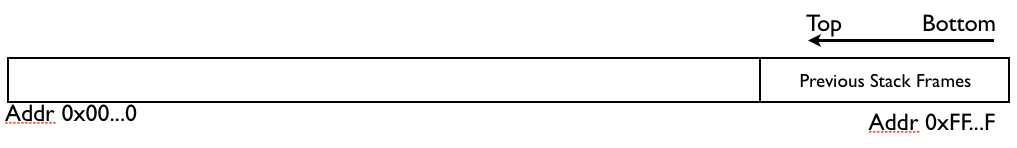 Top Bottom
Previous Stack Frames
Addr 0x00...0
Addr 0xFF...F